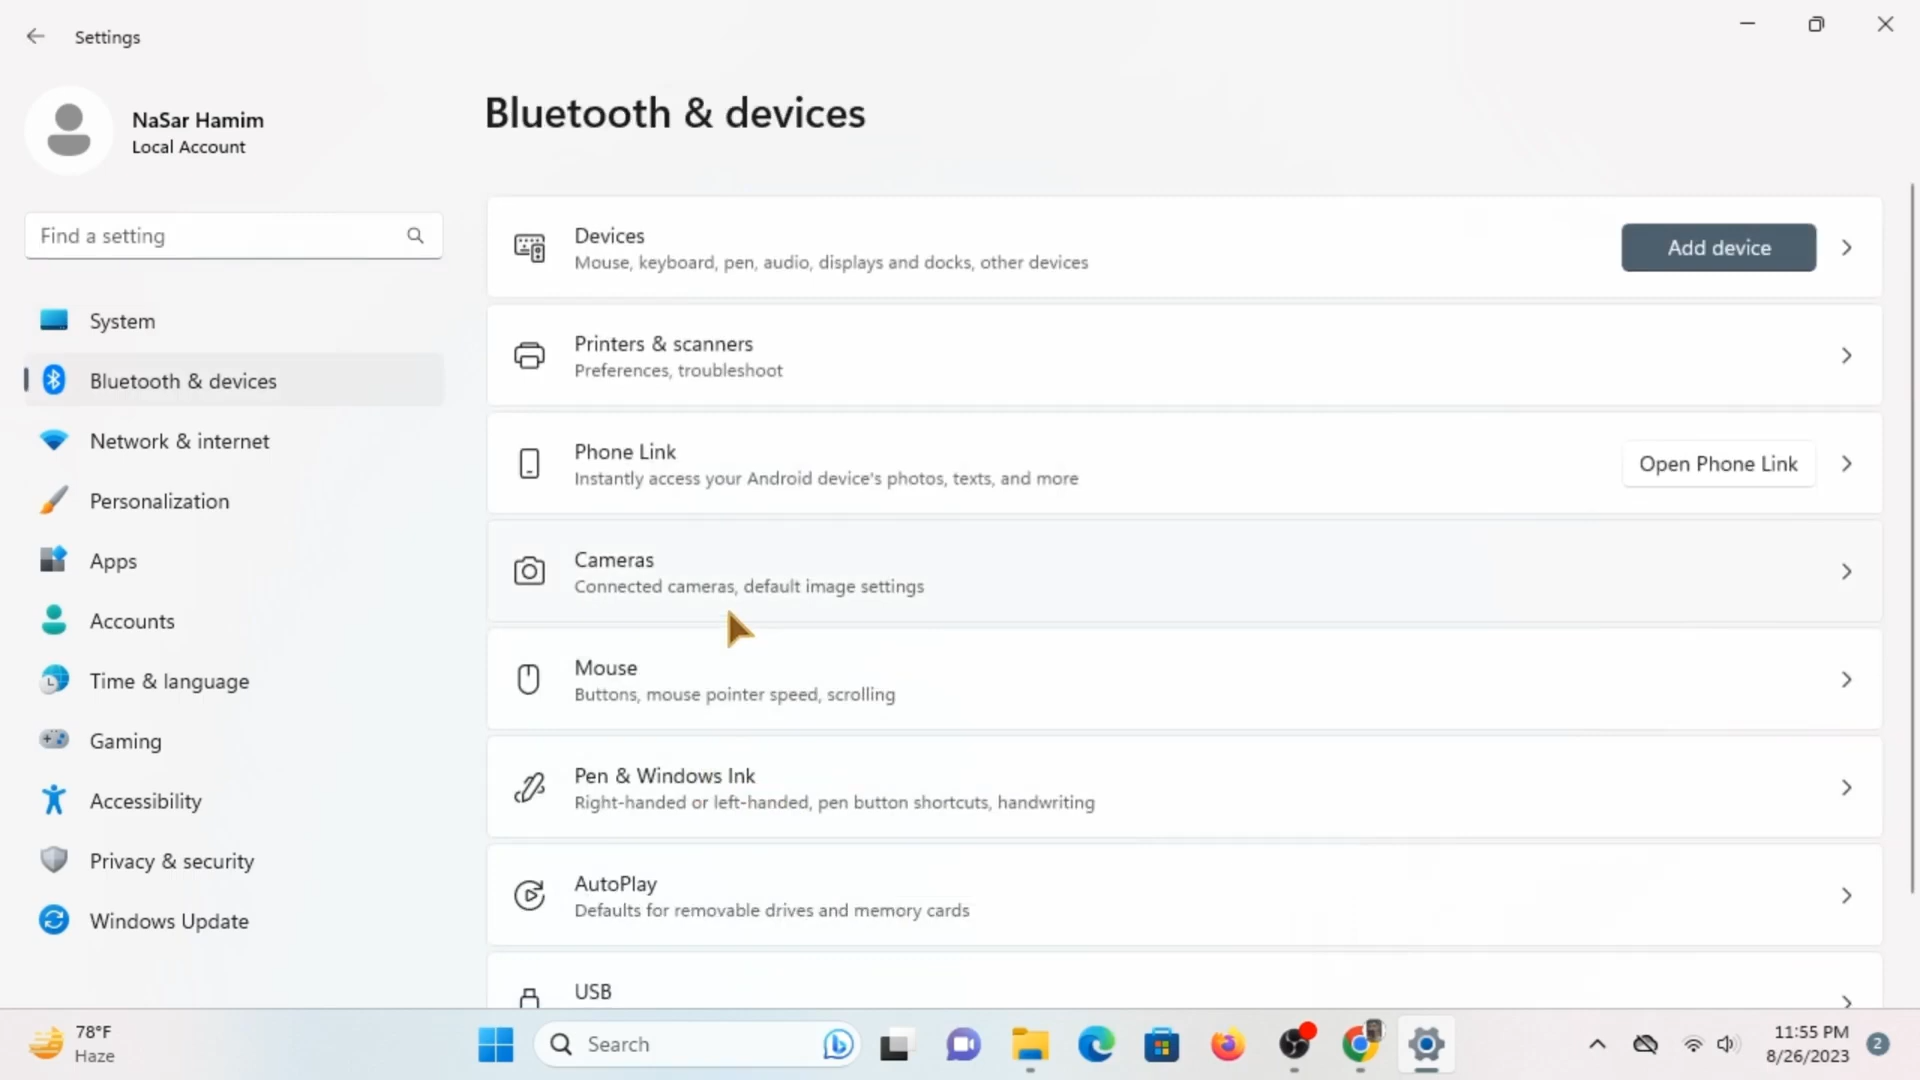 Settings
NaSar Hamim
Local Account
Find a setting
System
Bluetooth & devices
Network & internet
Personalization
Apps
Accounts
Time & language
Gaming
Accessibility
Privacy & security
Windows Update
Bluetooth & devices
Devices
Mouse, keyboard, pen, audio, displays and docks, other devices
Add device
Printers & scanners
Preferences, troubleshoot
Phone Link
Instantly access your Android device's photos, texts, and more
Open Phone Link
Cameras
Connected cameras, default image settings
Mouse
Buttons, mouse pointer speed, scrolling
Pen & Windows Ink
Right-handed or left-handed, pen button shortcuts, handwriting
AutoPlay
Defaults for removable drives and memory cards
USB
78°F
Haze
Search
11:55 PM
8/26/2023
2